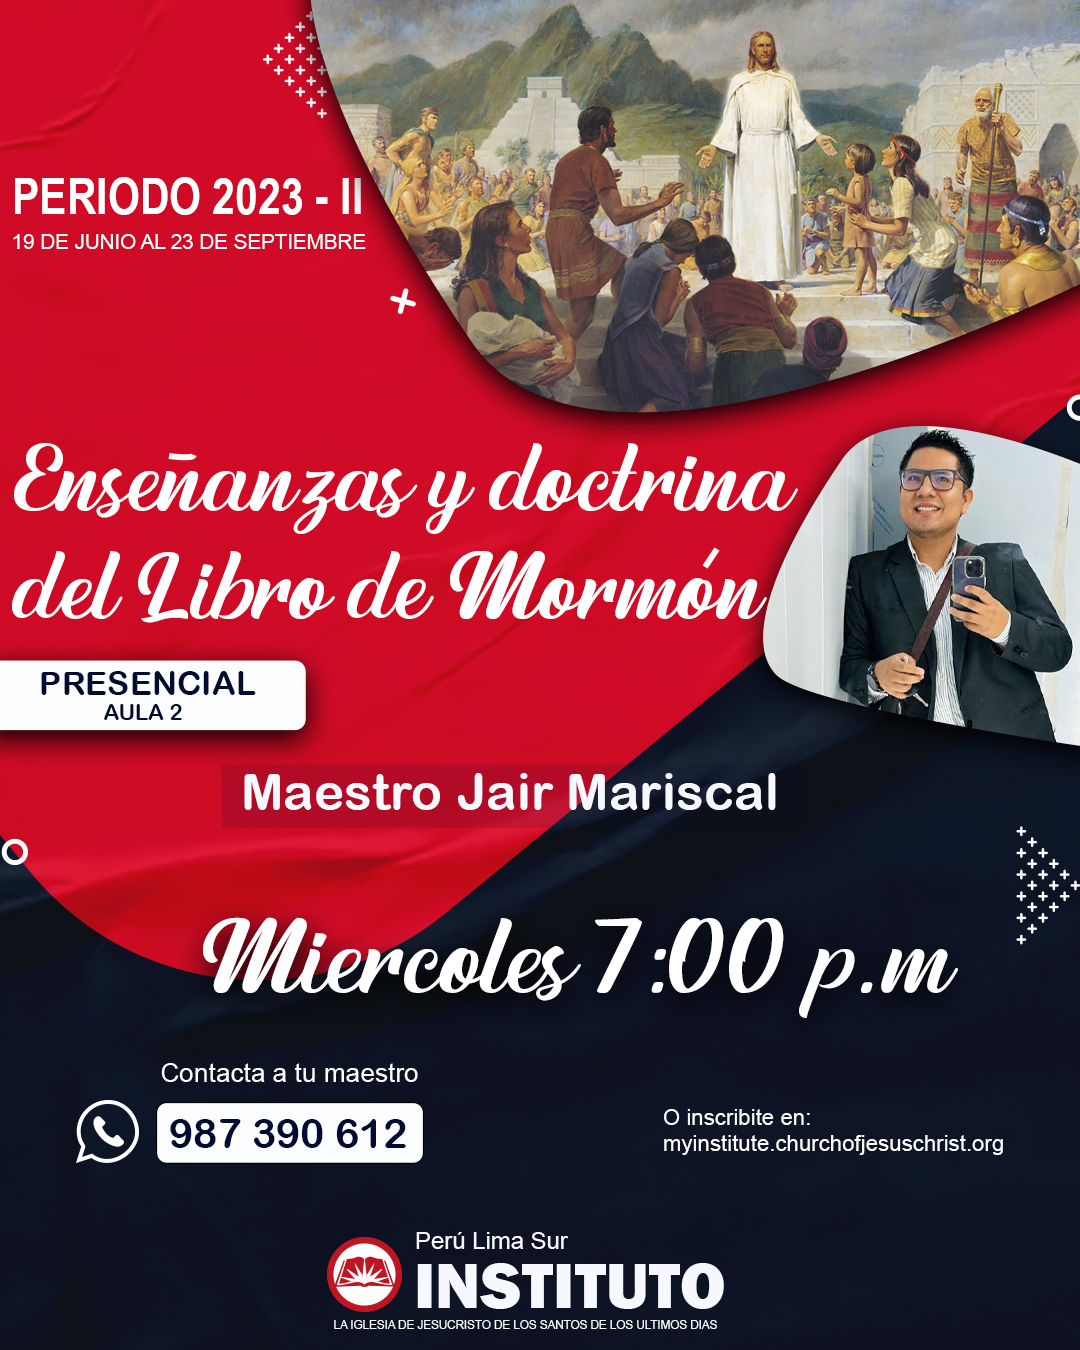 PERIODO 2023 - II
19 DE JUNIO AL 23 DE SEPTIEMBRE
Enseñanzas y doctrina
del Libro de Mormón
PRESENCIAL
AULA 2
Maestro Jair Mariscal
Miercoles 7:00 p.m
Contacta a tu maestro
987 390 612
O inscribite en:
myinstitute.churchofjesuschrist.org
Perú Lima Sur
INSTITUTO
LA IGLESIA DE JESUCRISTO DE LOS SANTOS DE LOS ULTIMOS DIAS